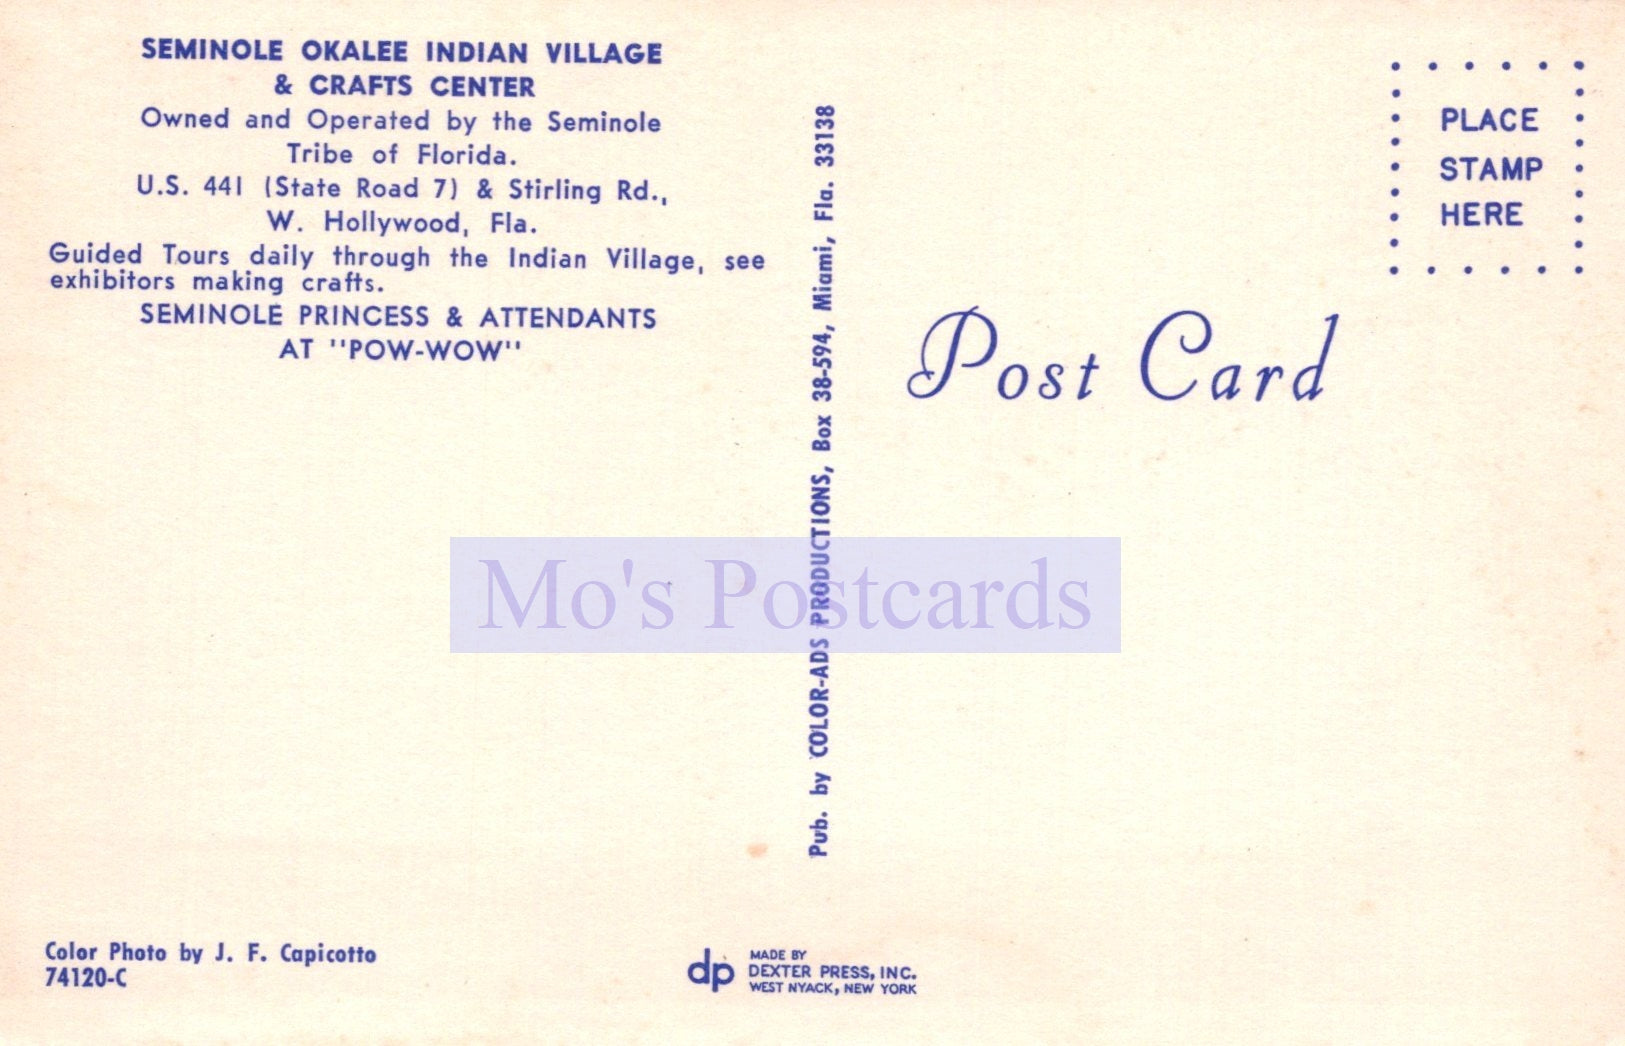 SEMINOLE OKALEE INDIAN VILLAGE
& CRAFTS CENTER
Owned and Operated by the Seminole
Tribe of Florida.
U.S. 441 (State Road 7) & Stirling Rd.,
W. Hollywood, Fla.
Guided Tours daily through the Indian Village, see
exhibitors making crafts.
SEMINOLE PRINCESS & ATTENDANTS
AT "POW-WOW"
Pub. by COLOR-ADS PRODUCTIONS, Box 38-594, Miami, Fla. 33138
PLACE
STAMP
HERE
Post Card
Mo's Postcards
Color Photo by J. F. Capicotto
74120-C
dp
MADE BY
DEXTER PRESS, INC.
WEST NYACK, NEW YORK